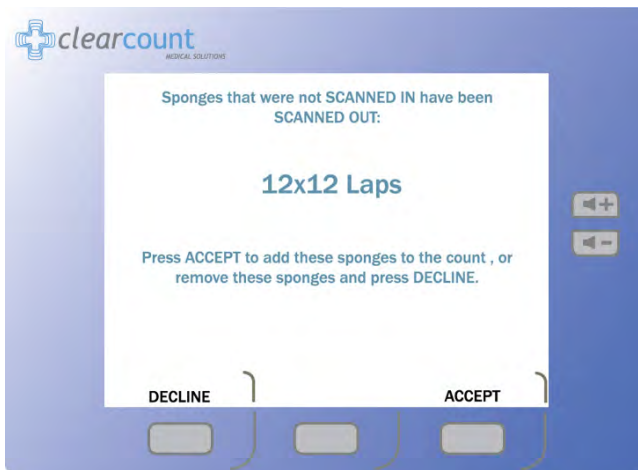 clearcount
MEDICAL SOLUTIONS
Sponges that were not SCANNED IN have been
SCANNED OUT:
12x12 Laps
Press ACCEPT to add these sponges to the count , or
remove these sponges and press DECLINE.
DECLINE
ACCEPT